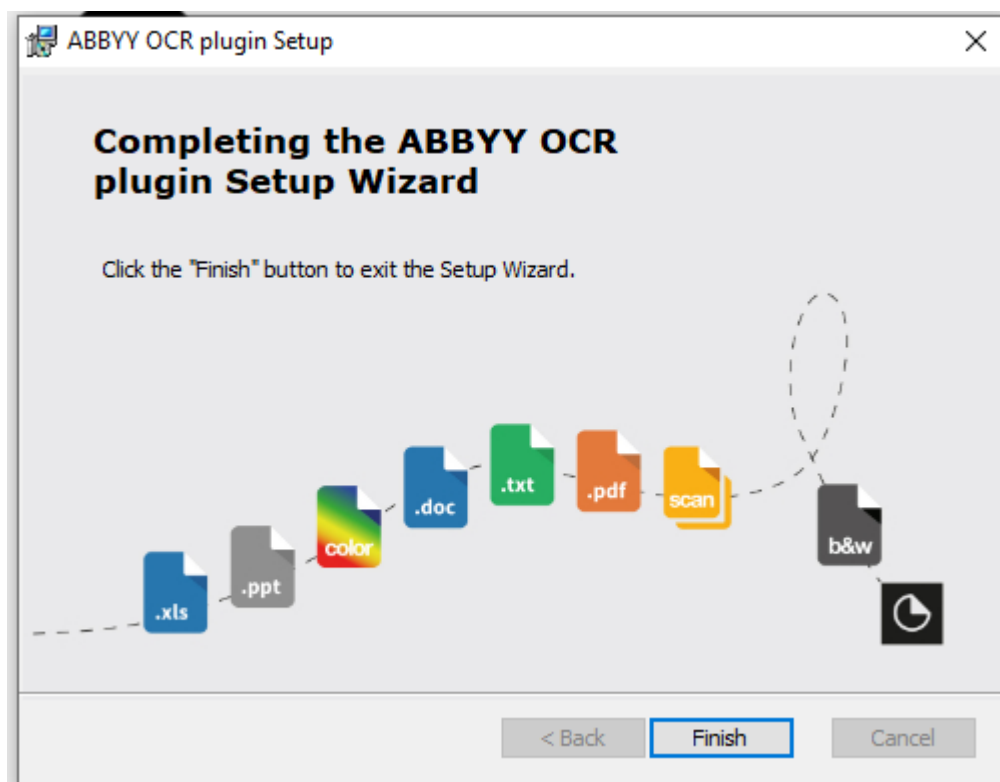 ABBYY OCR plugin Setup
Completing the ABBYY OCR
plugin Setup Wizard
Click the "Finish" button to exit the Setup Wizard.
.xls
.ppt
color
.doc
.txt
.pdf
scan
b&w
< Back
Finish
Cancel